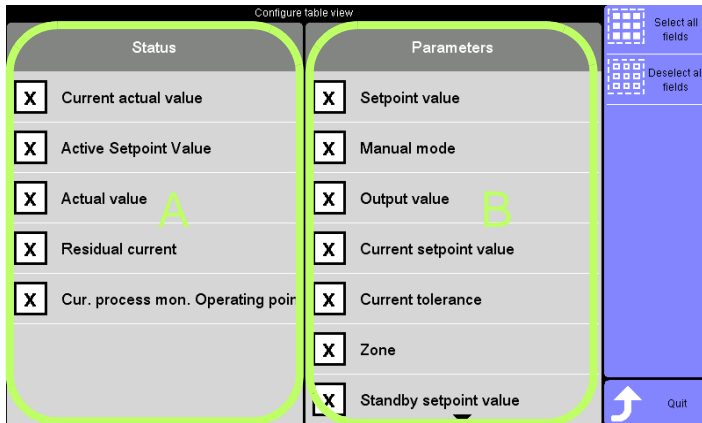 Configure table view
Status
Parameters
Select all
fields
Deselect al
fields
X Current actual value
X Setpoint value
X Active Setpoint Value
X Manual mode
X Actual value
A
X Output value
B
X Residual current
X Current setpoint value
X Cur. process mon. Operating poin
X Current tolerance
X Zone
X Standby setpoint value
Quit